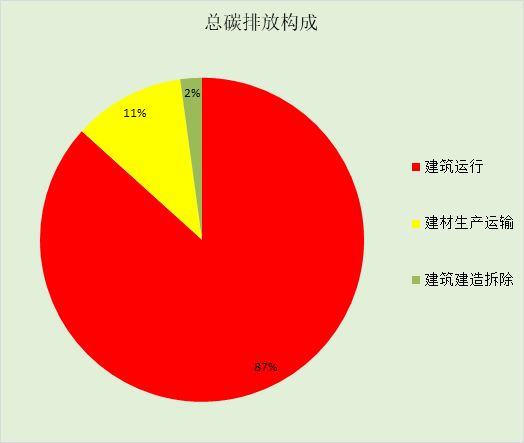 总碳排放构成
2%
11%
87%
建筑运行
建材生产运输
建筑建造拆除